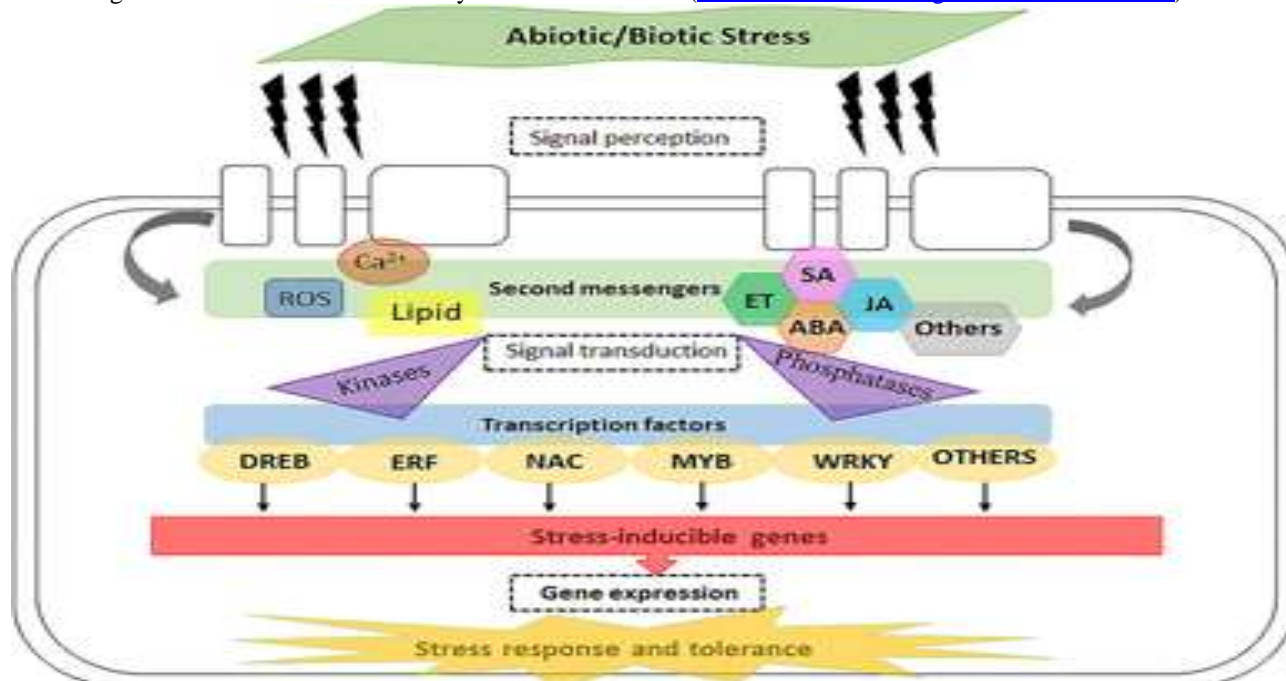 Abiotic/Biotic Stress
Signal perception
Ca²⁺
SA
ROS
Second messengers
ET
JA
Lipid
ABA
Others
Signal transduction
Kinases
Phosphatases
Transcription factors
DREB
ERF
NAC
MYB
WRKY
OTHERS
Stress-inducible genes
Gene expression
Stress response and tolerance